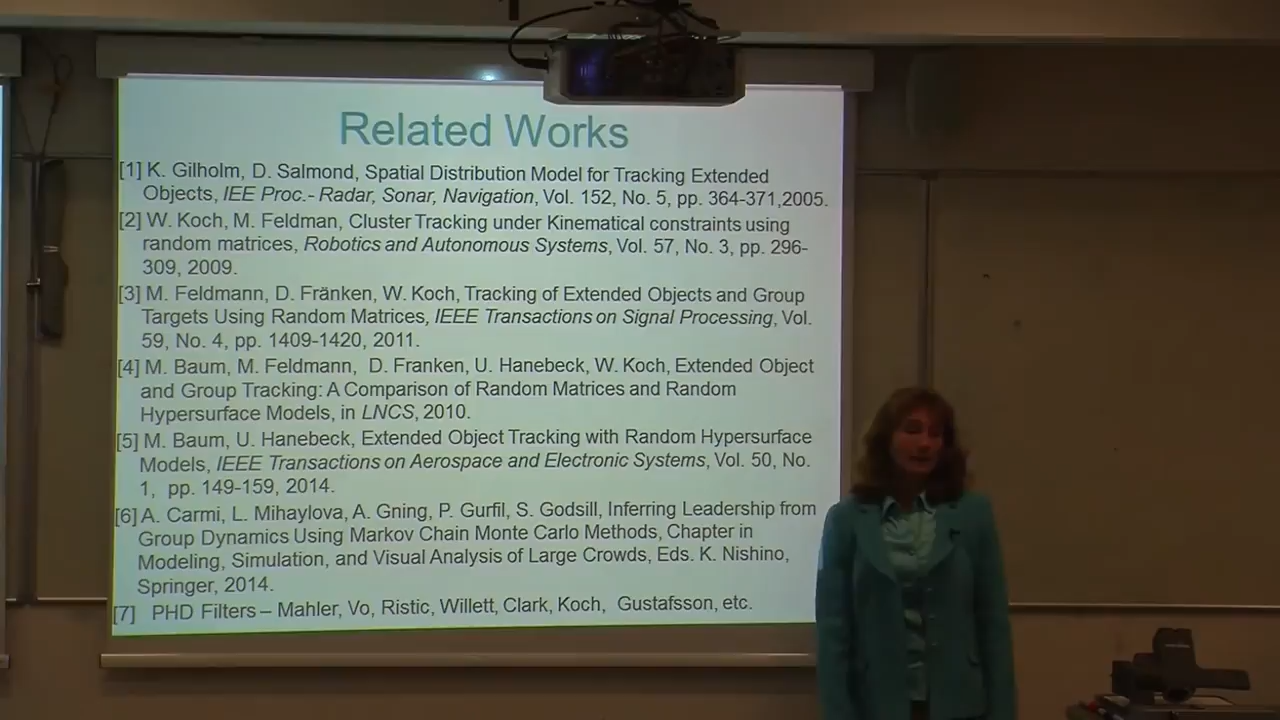 Related Works
[1] K. Gilholm, D. Salmond, Spatial Distribution Model for Tracking Extended
Objects, IEE Proc.- Radar, Sonar, Navigation, Vol. 152, No. 5, pp. 364-371,2005.
[2] W. Koch, M. Feldman, Cluster Tracking under Kinematical constraints using
random matrices, Robotics and Autonomous Systems, Vol. 57, No. 3, pp. 296-
309, 2009.
[3] M. Feldmann, D. Fränken, W. Koch, Tracking of Extended Objects and Group
Targets Using Random Matrices, IEEE Transactions on Signal Processing, Vol.
59, No. 4, pp. 1409-1420, 2011.
[4] M. Baum, M. Feldmann, D. Franken, U. Hanebeck, W. Koch, Extended Object
and Group Tracking: A Comparison of Random Matrices and Random
Hypersurface Models, in LNCS, 2010.
[5] M. Baum, U. Hanebeck, Extended Object Tracking with Random Hypersurface
Models, IEEE Transactions on Aerospace and Electronic Systems, Vol. 50, No.
1, pp. 149-159, 2014.
[6] A. Carmi, L. Mihaylova, A. Gning, P. Gurfil, S. Godsill, Inferring Leadership from
Group Dynamics Using Markov Chain Monte Carlo Methods, Chapter in
Modeling, Simulation, and Visual Analysis of Large Crowds, Eds. K. Nishino,
Springer, 2014.
[7] PHD Filters – Mahler, Vo, Ristic, Willett, Clark, Koch, Gustafsson, etc.